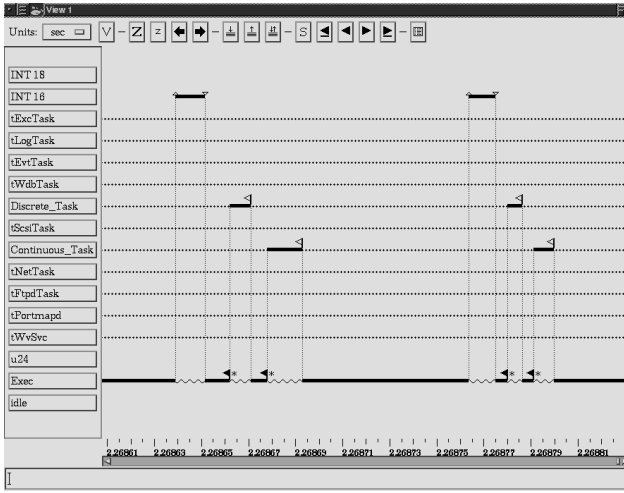 View 1
Units: sec V – Z z – – S –
INT 18
INT 16
tExcTask
tLogTask
tEvtTask
tWdbTask
Discrete_Task
tScsiTask
Continuous_Task
tNetTask
tFtpdTask
tPortmapd
tWvSvc
u24
Exec
idle
* * * *
2.26861 2.26863 2.26865 2.26867 2.26869 2.26871 2.26873 2.26875 2.26877 2.26879 2.26881